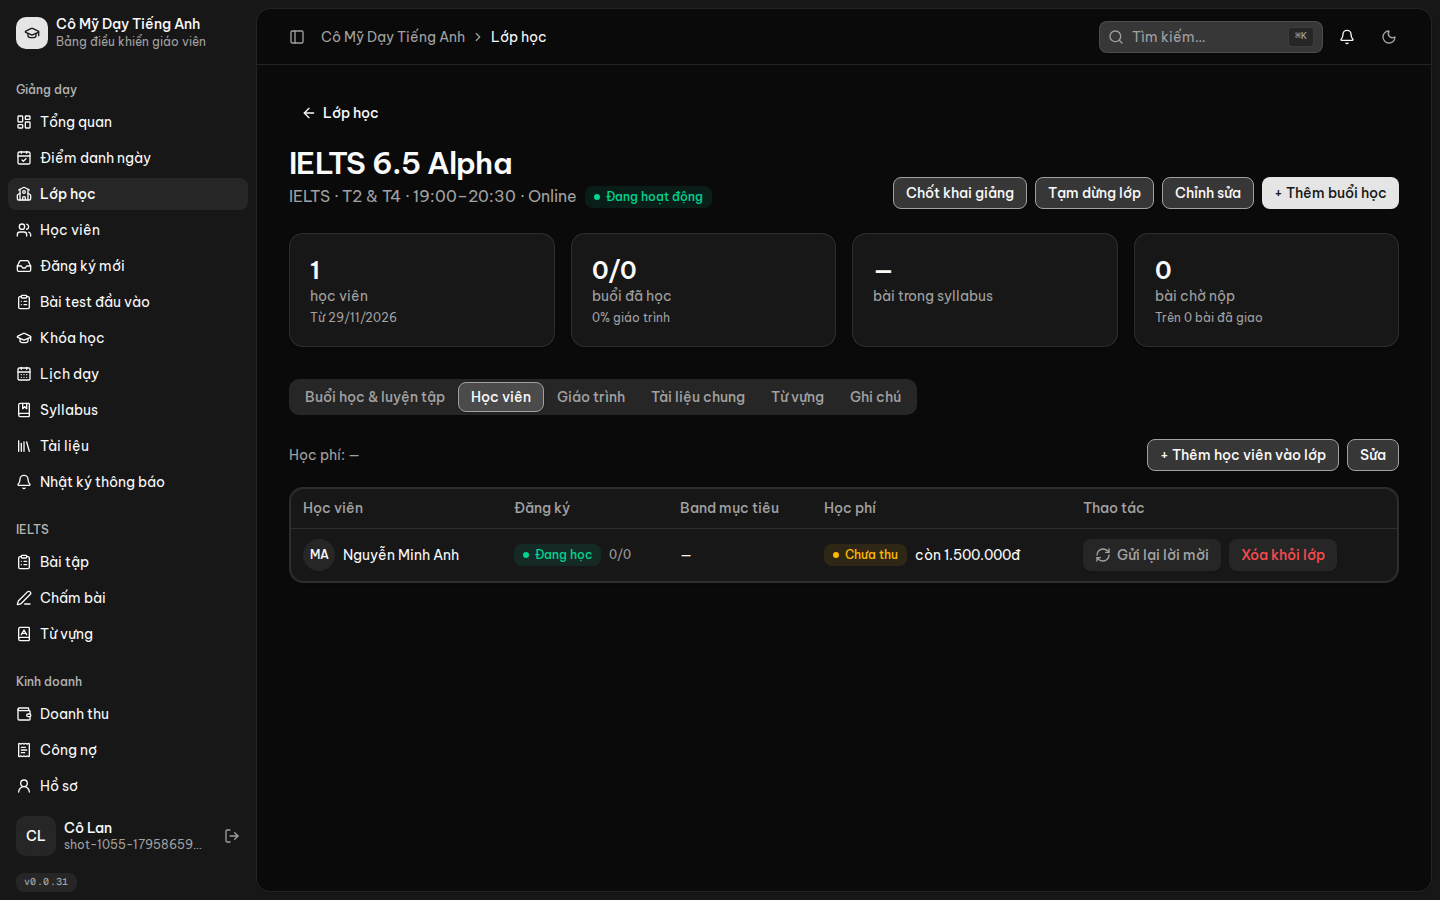 Cô Mỹ Dạy Tiếng Anh
Bảng điều khiển giáo viên
Giảng dạy
Tổng quan
Điểm danh ngày
Lớp học
Học viên
Đăng ký mới
Bài test đầu vào
Khóa học
Lịch dạy
Syllabus
Tài liệu
Nhật ký thông báo
IELTS
Bài tập
Chấm bài
Từ vựng
Kinh doanh
Doanh thu
Công nợ
Hồ sơ
CL
Cô Lan
shot-1055-17958659...
v0.0.31
Cô Mỹ Dạy Tiếng Anh > Lớp học
Tìm kiếm... ⌘K
← Lớp học
IELTS 6.5 Alpha
IELTS · T2 & T4 · 19:00–20:30 · Online Đang hoạt động
Chốt khai giảng Tạm dừng lớp Chỉnh sửa + Thêm buổi học
1
học viên
Từ 29/11/2026
0/0
buổi đã học
0% giáo trình
—
bài trong syllabus
0
bài chờ nộp
Trên 0 bài đã giao
Buổi học & luyện tập Học viên Giáo trình Tài liệu chung Từ vựng Ghi chú
Học phí: — + Thêm học viên vào lớp Sửa
Học viên Đăng ký Band mục tiêu Học phí Thao tác
MA Nguyễn Minh Anh Đang học 0/0 — Chưa thu còn 1.500.000đ Gửi lại lời mời Xóa khỏi lớp